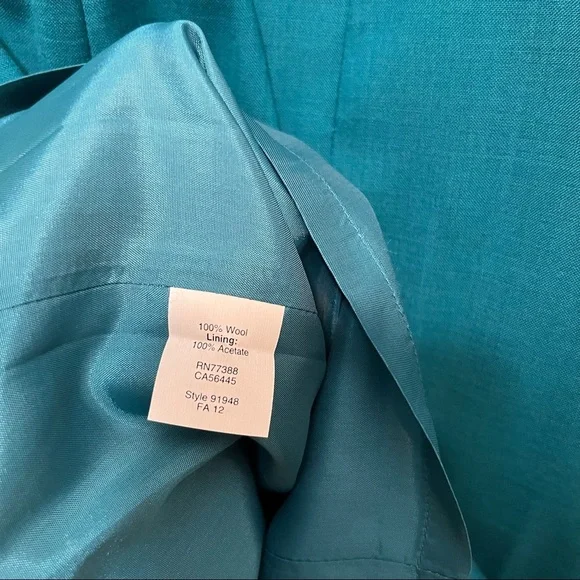 100% Wool
Lining:
100% Acetate
RN77388
CA56445
Style 91948
FA 12